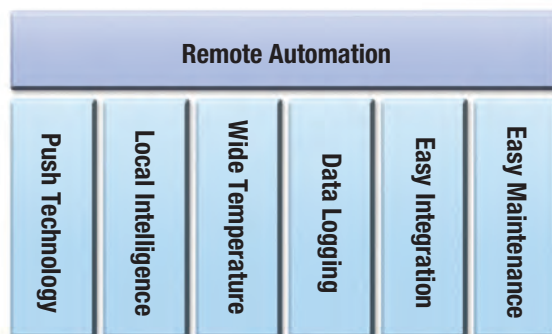 Remote Automation
Push Technology
Local Intelligence
Wide Temperature
Data Logging
Easy Integration
Easy Maintenance